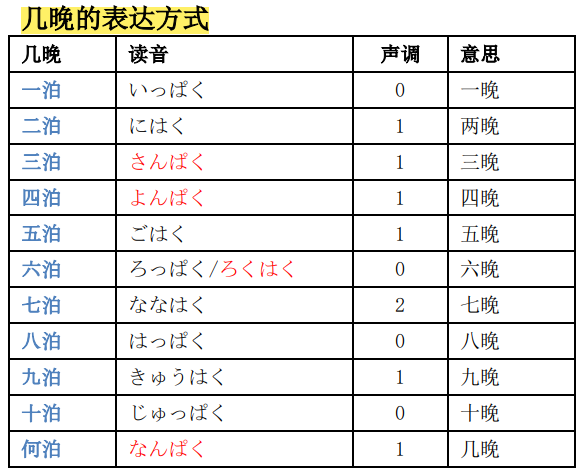 几晚的表达方式
几晚 读音 声调 意思
一泊 いっぱく 0 一晚
二泊 にはく 1 两晚
三泊 さんぱく 1 三晚
四泊 よんぱく 1 四晚
五泊 ごはく 1 五晚
六泊 ろっぱく/ろくはく 0 六晚
七泊 ななはく 2 七晚
八泊 はっぱく 0 八晚
九泊 きゅうはく 1 九晚
十泊 じゅっぱく 0 十晚
何泊 なんぱく 1 几晚